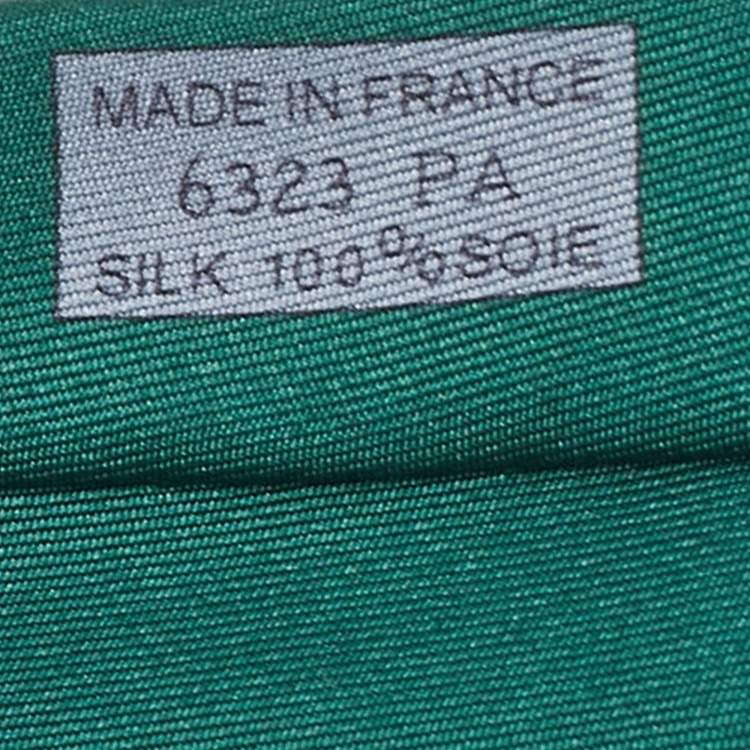 MADE IN FRANCE
6323 PA
SILK 100% SOIE